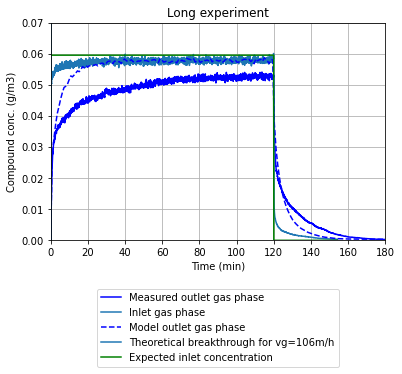 Long experiment
0.07
0.06
0.05
0.04
0.03
0.02
0.01
0.00
Compound conc. (g/m3)
0 20 40 60 80 100 120 140 160 180
Time (min)
Measured outlet gas phase
Inlet gas phase
Model outlet gas phase
Theoretical breakthrough for vg=106m/h
Expected inlet concentration